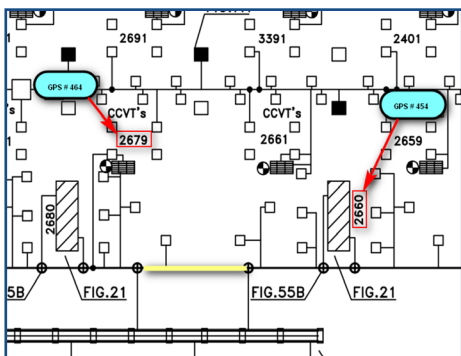 2691
3391
2401
GPS # 464
GPS # 454
CCVT's
CCVT's
2679
2661
2659
2680
2660
5B
FIG.21
FIG.55B
FIG.21